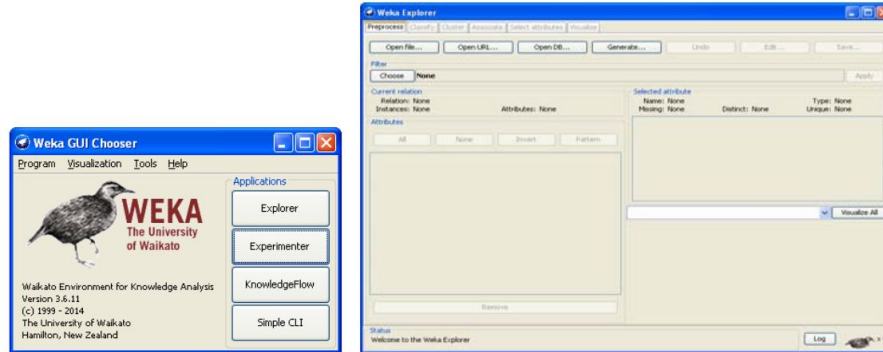 Weka GUI Chooser
Program Visualization Tools Help
WEKA
The University
of Waikato
Waikato Environment for Knowledge Analysis
Version 3.6.11
(c) 1999 - 2014
The University of Waikato
Hamilton, New Zealand
Applications
Explorer
Experimenter
KnowledgeFlow
Simple CLI
Weka Explorer
Preprocess Classify Cluster Associate Select attributes Visualize
Open file... Open URL... Open DB... Generate... Undo Edit... Save...
Filter
Choose None Apply
Current relation
Relation: None
Instances: None Attributes: None
Attributes
All None Invert Pattern
Remove
Selected attribute
Name: None Type: None
Missing: None Distinct: None Unique: None
Visualize All
Status
Welcome to the Weka Explorer
Log x